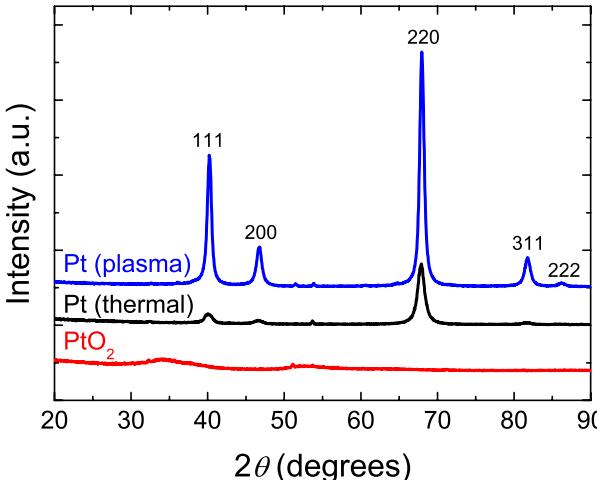 220
111
200
311
222
Pt (plasma)
Pt (thermal)
PtO2
Intensity (a.u.)
20 30 40 50 60 70 80 90
2θ (degrees)